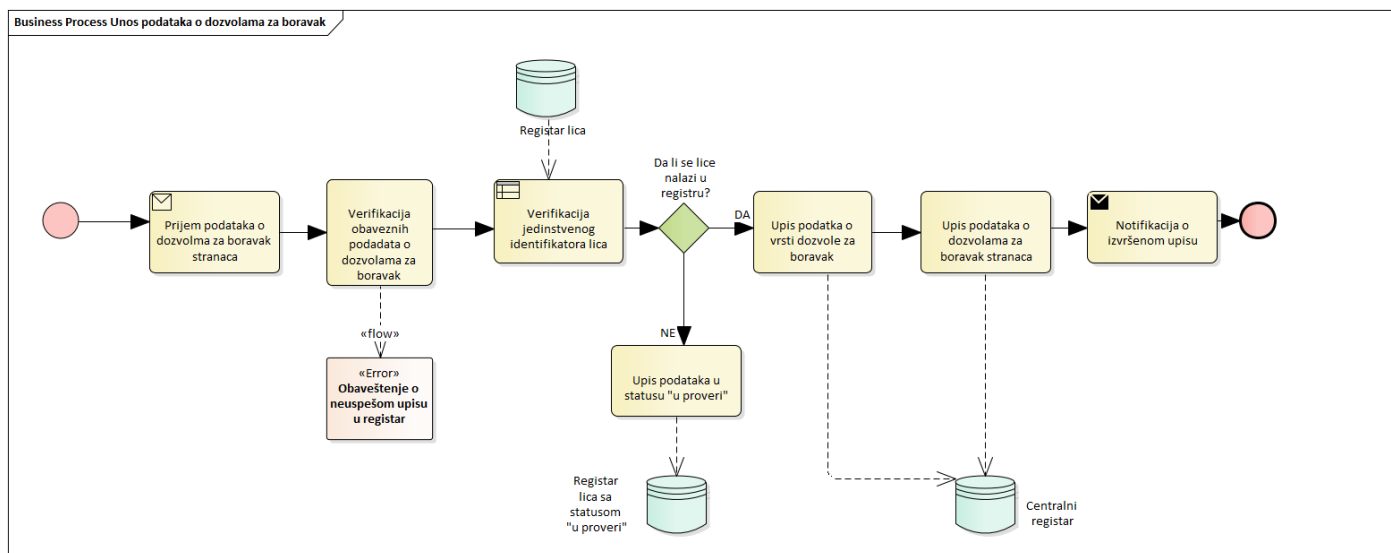 Business Process Unos podataka o dozvolama za boravak
Registar lica
Da li se lice
nalazi u
registru?
Prijem podataka o
dozvolma za boravak
stranaca
Verifikacija
obaveznih
podadata o
dozvolama za
boravak
Verifikacija
jedinstvenog
identifikatora lica
DA
Upis podatka o
vrsti dozvole za
boravak
Upis podataka o
dozvolama za
boravak stranaca
Notifikacija o
izvršenom upisu
«flow»
NE
«Error»
Obaveštenje o
neuspešom upisu
u registar
Upis podataka u
statusu "u proveri"
Registar
lica sa
statusom
"u proveri"
Centralni
registar